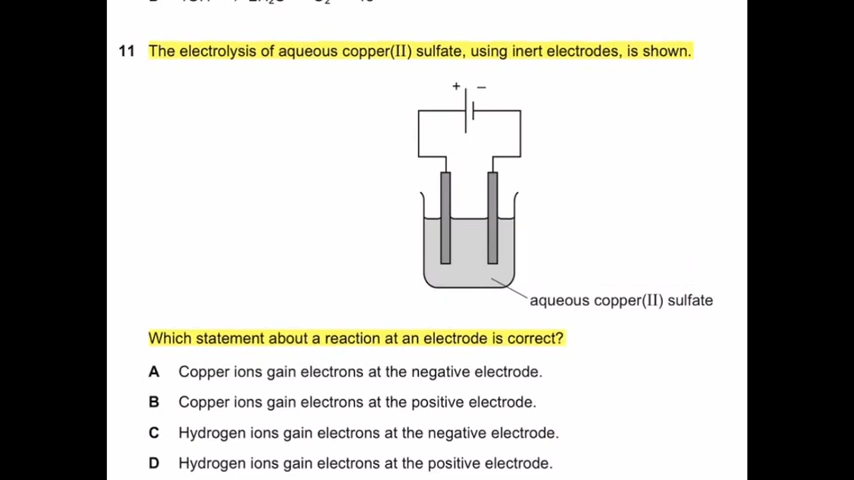 11 The electrolysis of aqueous copper(II) sulfate, using inert electrodes, is shown.
+ –
aqueous copper(II) sulfate
Which statement about a reaction at an electrode is correct?
A Copper ions gain electrons at the negative electrode.
B Copper ions gain electrons at the positive electrode.
C Hydrogen ions gain electrons at the negative electrode.
D Hydrogen ions gain electrons at the positive electrode.